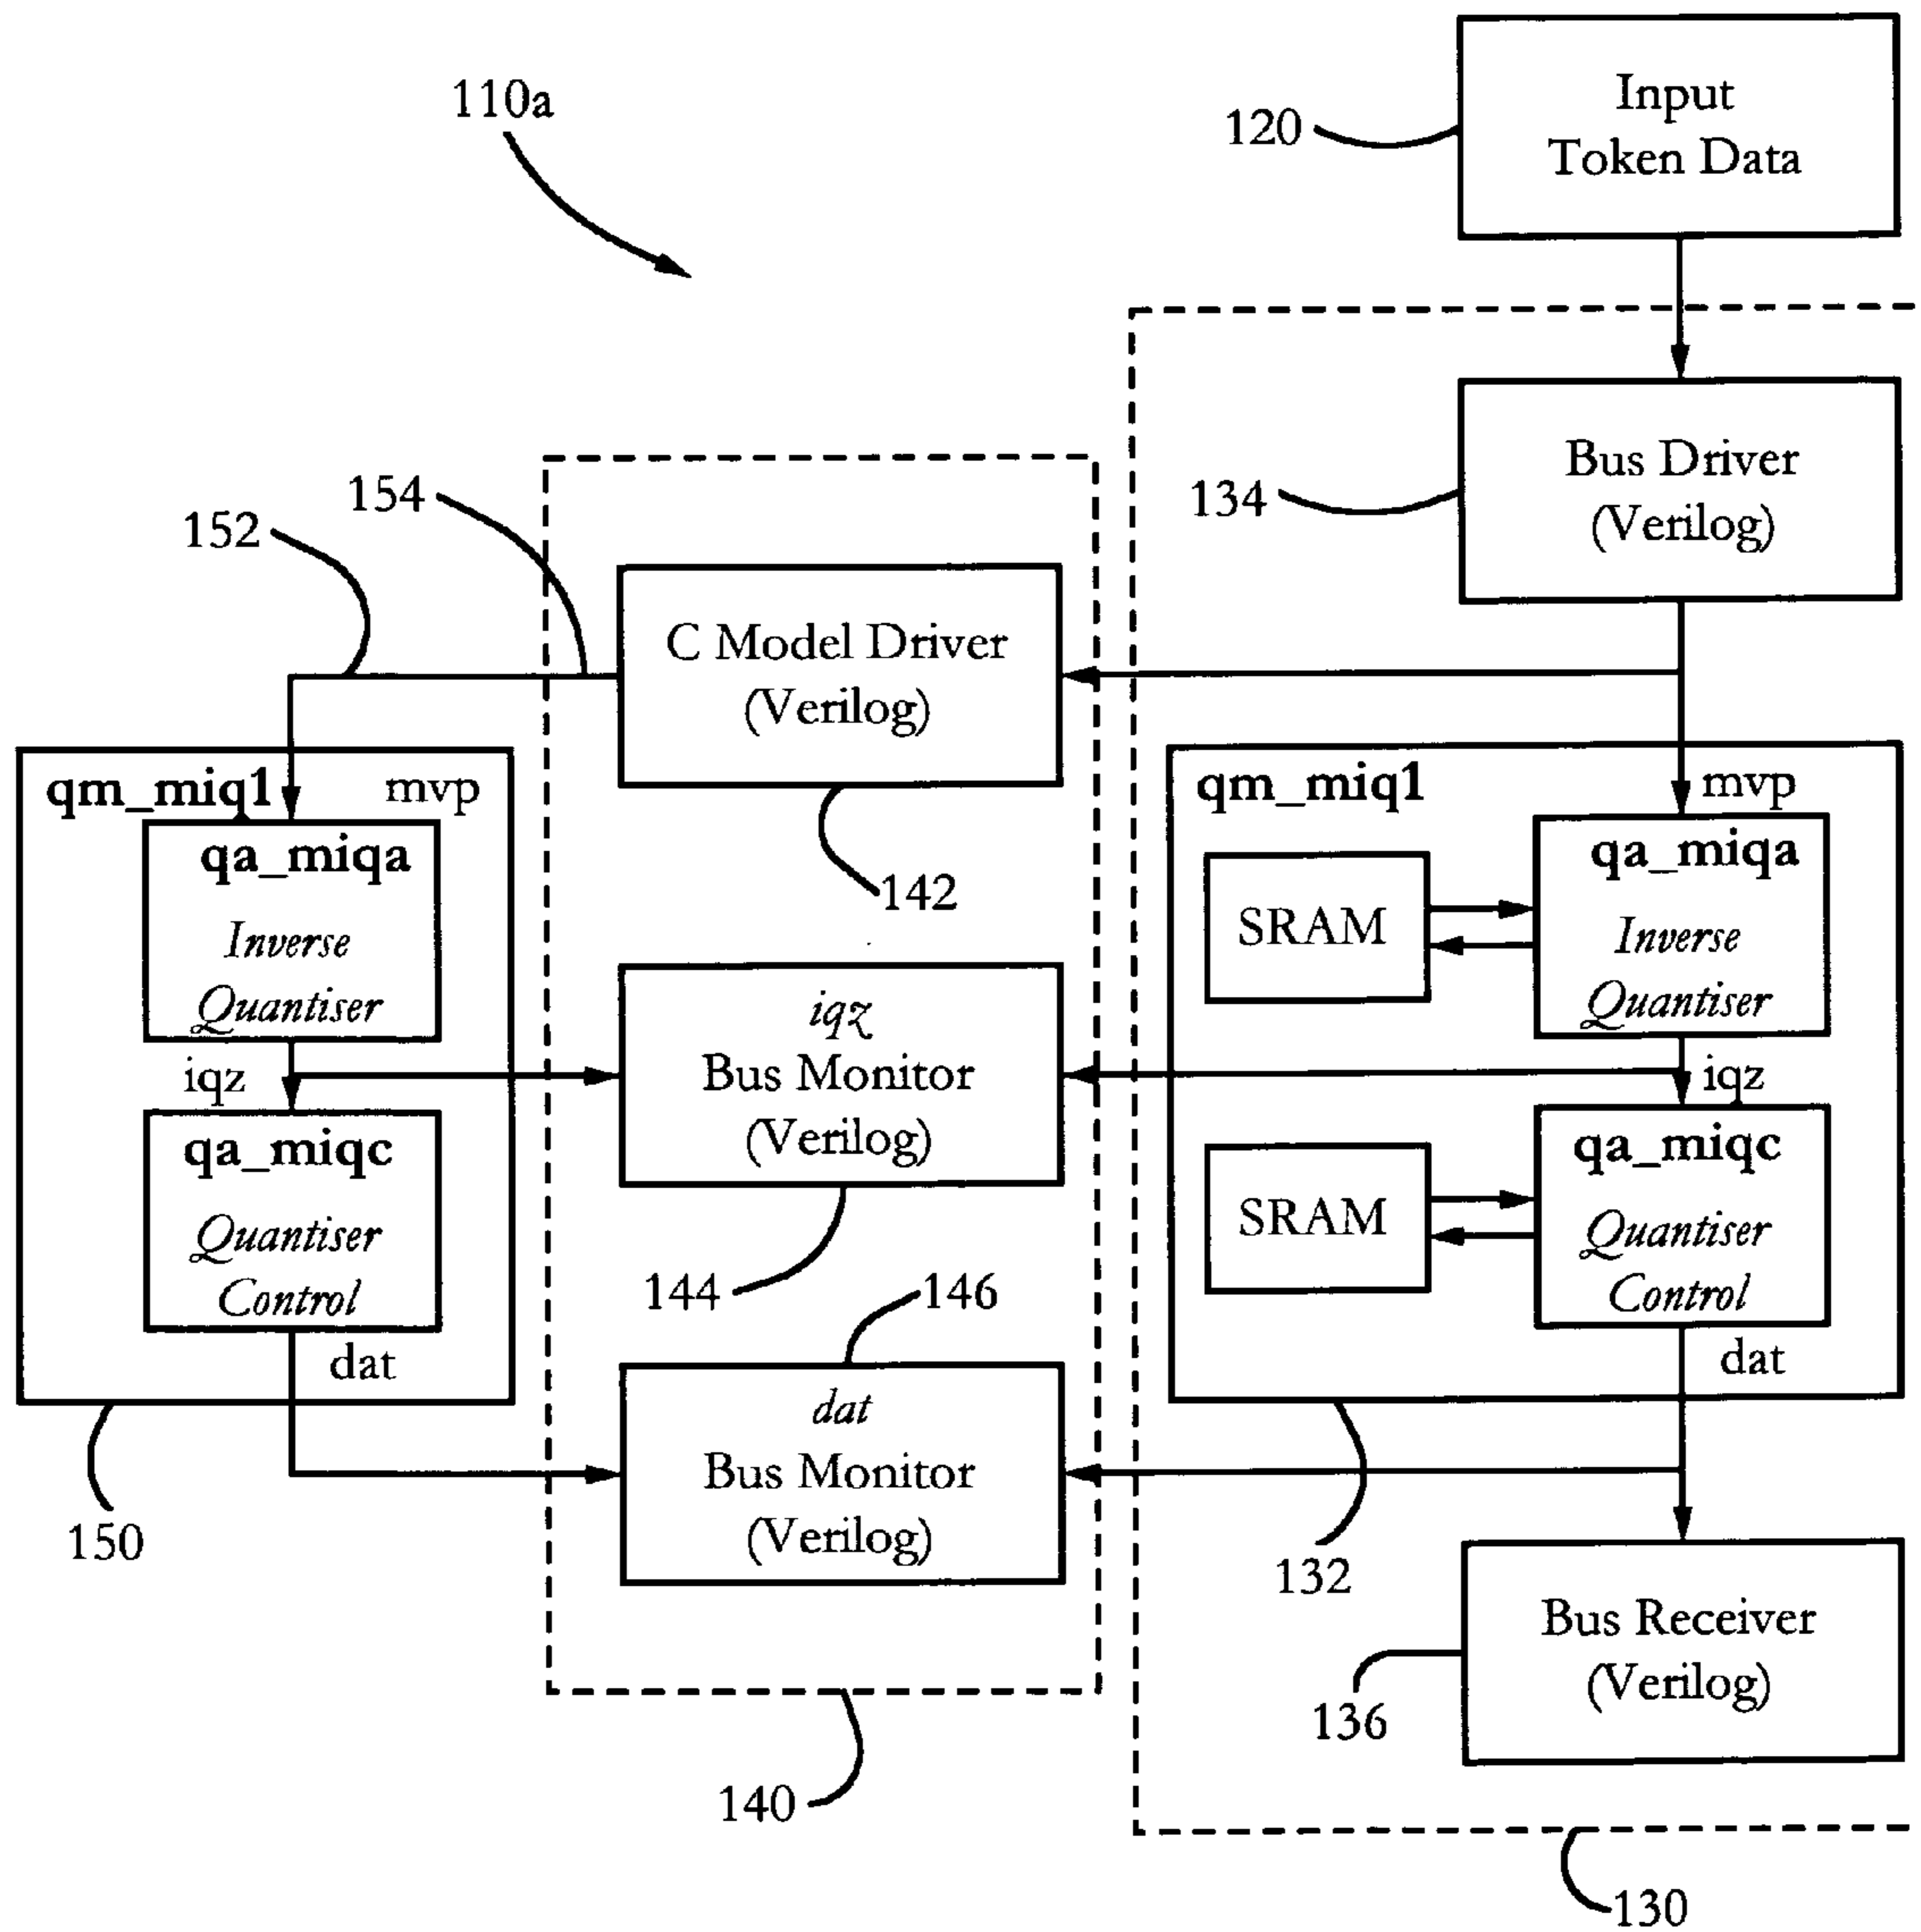 110a
120
Input
Token Data
134
Bus Driver
(Verilog)
152
154
C Model Driver
(Verilog)
142
qm_miq1
mvp
qa_miqa
Inverse
Quantiser
iqz
qa_miqc
Quantiser
Control
dat
150
iqz
Bus Monitor
(Verilog)
144
146
dat
Bus Monitor
(Verilog)
140
qm_miq1
mvp
SRAM
qa_miqa
Inverse
Quantiser
iqz
SRAM
qa_miqc
Quantiser
Control
dat
132
136
Bus Receiver
(Verilog)
130